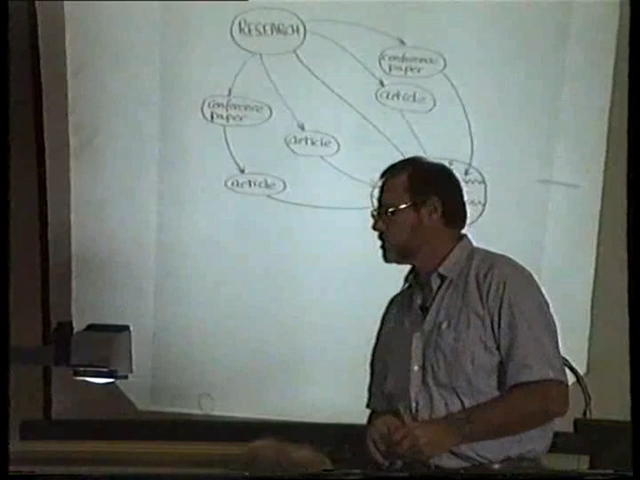 RESEARCH
conference
paper
article
conference
paper
article
article